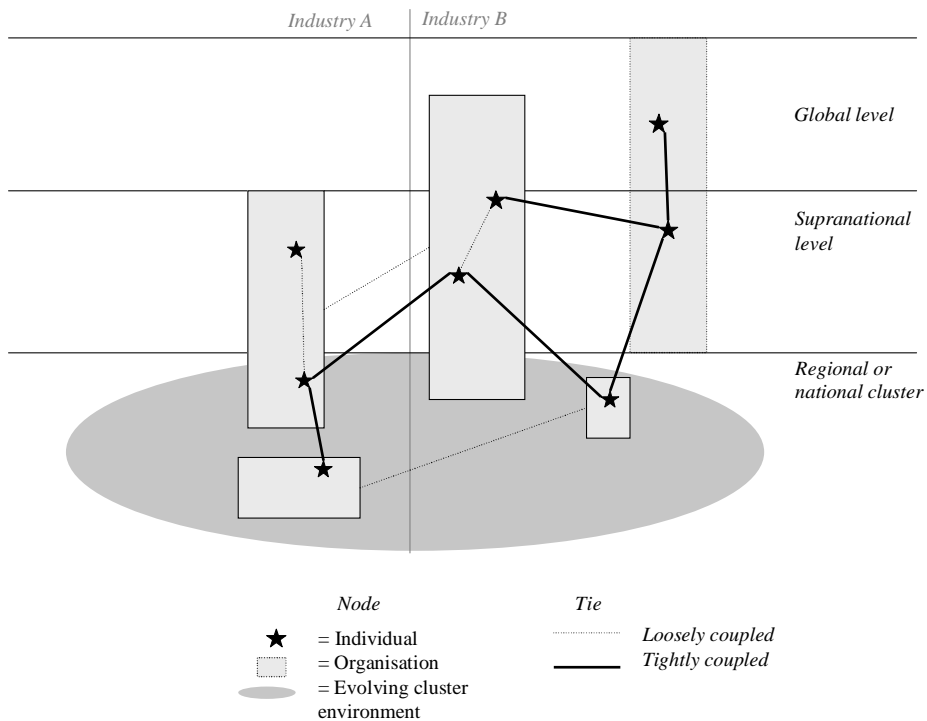 Industry A
Industry B
Global level
Supranational
level
Regional or
national cluster
Node
Tie
= Individual
= Organisation
= Evolving cluster
environment
Loosely coupled
Tightly coupled